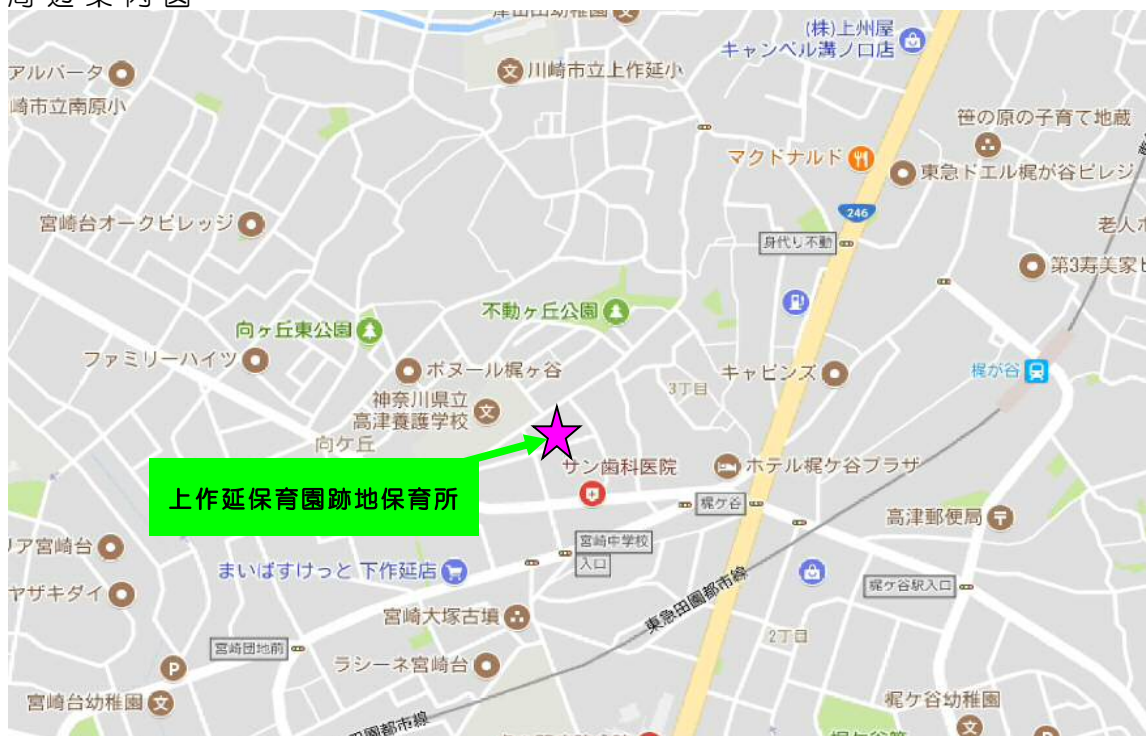 周辺案内図
津田山幼稚園
(株)上州屋
キャンベル溝ノ口店
アルバータ
川崎市立上作延小
崎市立南原小
笹の原の子育て地蔵
マクドナルド
東急ドエル梶が谷ビレジ
宮崎台オークビレッジ
246
老人ホ
身代り不動
第3寿美家ビ
不動ヶ丘公園
向ヶ丘東公園
ファミリーハイツ
ボヌール梶ヶ谷
キャビンズ
梶が谷
3丁目
神奈川県立
高津養護学校
向ケ丘
サン歯科医院
ホテル梶ケ谷プラザ
上作延保育園跡地保育所
梶ケ谷
高津郵便局
リア宮崎台
宮崎中学校
入口
まいばすけっと 下作延店
梶ケ谷駅入口
ヤザキダイ
東急田園都市線
宮崎大塚古墳
2丁目
宮崎団地前
ラシーネ宮崎台
P
宮崎台幼稚園
梶ケ谷幼稚園
田園都市線